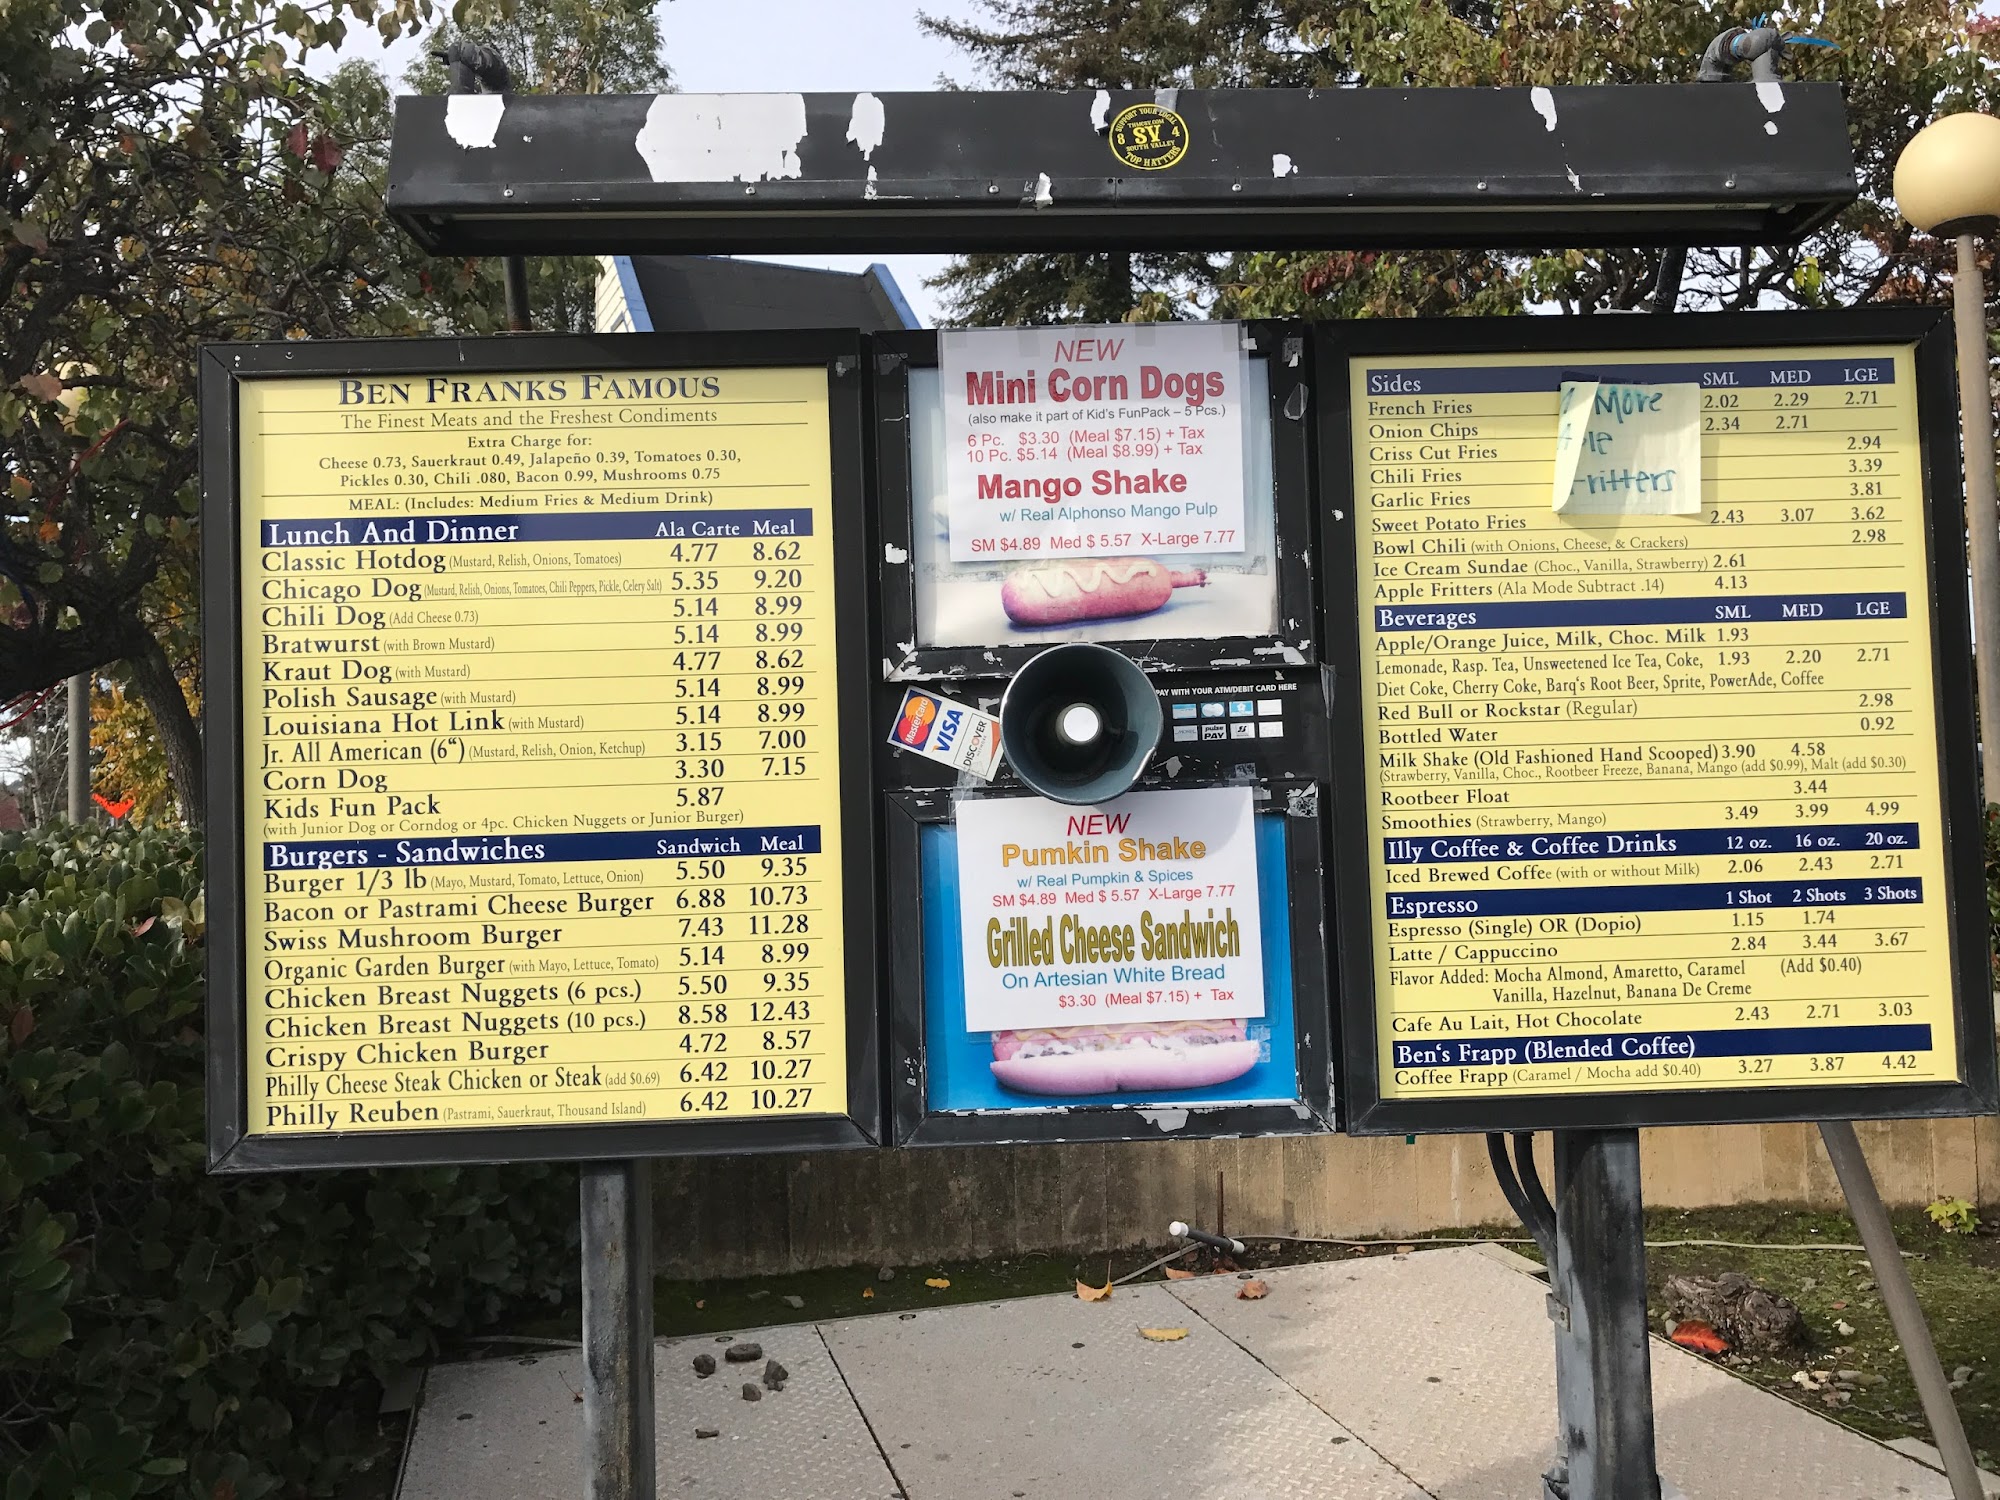 SUPPORT YOUR LOCAL
8 SV 4
SOUTH VALLEY
TOP HATTERS
BEN FRANKS FAMOUS
The Finest Meats and the Freshest Condiments
Extra Charge for:
Cheese 0.73, Sauerkraut 0.49, Jalapeño 0.39, Tomatoes 0.30,
Pickles 0.30, Chili .080, Bacon 0.99, Mushrooms 0.75
MEAL: (Includes: Medium Fries & Medium Drink)
Lunch And Dinner Ala Carte Meal
Classic Hotdog (Mustard, Relish, Onions, Tomatoes) 4.77 8.62
Chicago Dog (Mustard, Relish, Onions, Tomatoes, Chili Peppers, Pickle, Celery Salt) 5.35 9.20
Chili Dog (Add Cheese 0.73) 5.14 8.99
Bratwurst (with Brown Mustard) 5.14 8.99
Kraut Dog (with Mustard) 4.77 8.62
Polish Sausage (with Mustard) 5.14 8.99
Louisiana Hot Link (with Mustard) 5.14 8.99
Jr. All American (6“) (Mustard, Relish, Onion, Ketchup) 3.15 7.00
Corn Dog 3.30 7.15
Kids Fun Pack 5.87
(with Junior Dog or Corndog or 4pc. Chicken Nuggets or Junior Burger)
Burgers - Sandwiches Sandwich Meal
Burger 1/3 lb (Mayo, Mustard, Tomato, Lettuce, Onion) 5.50 9.35
Bacon or Pastrami Cheese Burger 6.88 10.73
Swiss Mushroom Burger 7.43 11.28
Organic Garden Burger (with Mayo, Lettuce, Tomato) 5.14 8.99
Chicken Breast Nuggets (6 pcs.) 5.50 9.35
Chicken Breast Nuggets (10 pcs.) 8.58 12.43
Crispy Chicken Burger 4.72 8.57
Philly Cheese Steak Chicken or Steak (add $0.69) 6.42 10.27
Philly Reuben (Pastrami, Sauerkraut, Thousand Island) 6.42 10.27
NEW
Mini Corn Dogs
(also make it part of Kid's FunPack – 5 Pcs.)
6 Pc. $3.30 (Meal $7.15) + Tax
10 Pc. $5.14 (Meal $8.99) + Tax
Mango Shake
w/ Real Alphonso Mango Pulp
SM $4.89 Med $ 5.57 X-Large 7.77
MasterCard
VISA
DISCOVER
PAY WITH YOUR ATM/DEBIT CARD HERE
pulse
PAY
NEW
Pumkin Shake
w/ Real Pumpkin & Spices
SM $4.89 Med $ 5.57 X-Large 7.77
Grilled Cheese Sandwich
On Artesian White Bread
$3.30 (Meal $7.15) + Tax
Sides SML MED LGE
French Fries 2.02 2.29 2.71
Onion Chips 2.34 2.71
Criss Cut Fries 2.94
Chili Fries 3.39
Garlic Fries 3.81
Sweet Potato Fries 2.43 3.07 3.62
Bowl Chili (with Onions, Cheese, & Crackers) 2.98
Ice Cream Sundae (Choc., Vanilla, Strawberry) 2.61
Apple Fritters (Ala Mode Subtract .14) 4.13
More
Beverages SML MED LGE
Apple/Orange Juice, Milk, Choc. Milk 1.93
Lemonade, Rasp. Tea, Unsweetened Ice Tea, Coke, 1.93 2.20 2.71
Diet Coke, Cherry Coke, Barq's Root Beer, Sprite, PowerAde, Coffee
Red Bull or Rockstar (Regular) 2.98
Bottled Water 0.92
Milk Shake (Old Fashioned Hand Scooped) 3.90 4.58
(Strawberry, Vanilla, Choc., Rootbeer Freeze, Banana, Mango (add $0.99), Malt (add $0.30)
Rootbeer Float 3.44
Smoothies (Strawberry, Mango) 3.49 3.99 4.99
Illy Coffee & Coffee Drinks 12 oz. 16 oz. 20 oz.
Iced Brewed Coffee (with or without Milk) 2.06 2.43 2.71
Espresso 1 Shot 2 Shots 3 Shots
Espresso (Single) OR (Dopio) 1.15 1.74
Latte / Cappuccino 2.84 3.44 3.67
Flavor Added: Mocha Almond, Amaretto, Caramel (Add $0.40)
Vanilla, Hazelnut, Banana De Creme
Cafe Au Lait, Hot Chocolate 2.43 2.71 3.03
Ben‘s Frapp (Blended Coffee)
Coffee Frapp (Caramel / Mocha add $0.40) 3.27 3.87 4.42